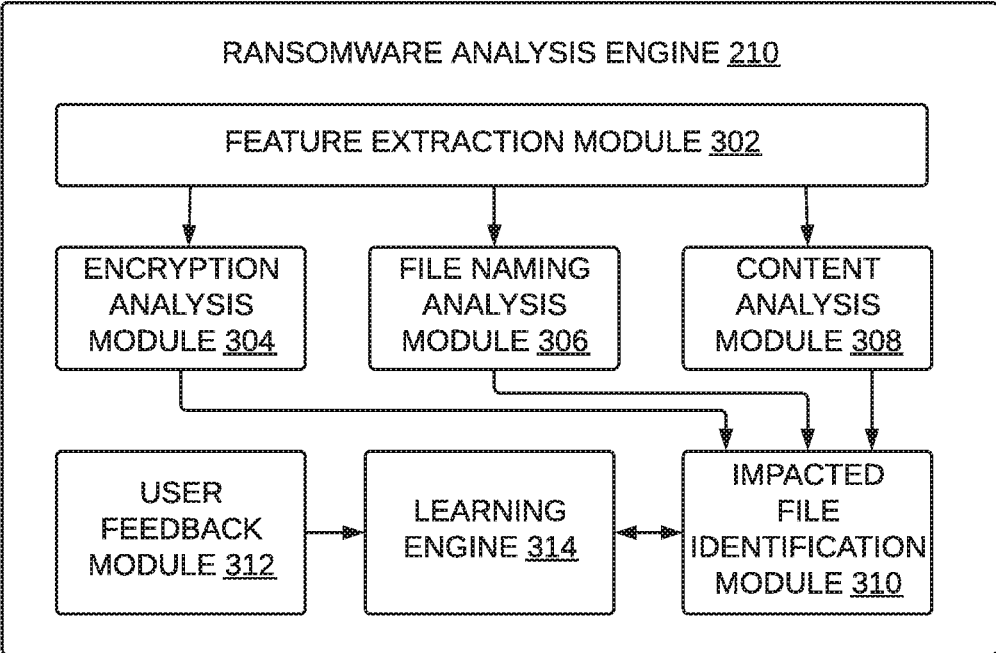 RANSOMWARE ANALYSIS ENGINE 210
FEATURE EXTRACTION MODULE 302
ENCRYPTION
ANALYSIS
MODULE 304
FILE NAMING
ANALYSIS
MODULE 306
CONTENT
ANALYSIS
MODULE 308
USER
FEEDBACK
MODULE 312
LEARNING
ENGINE 314
IMPACTED
FILE
IDENTIFICATION
MODULE 310